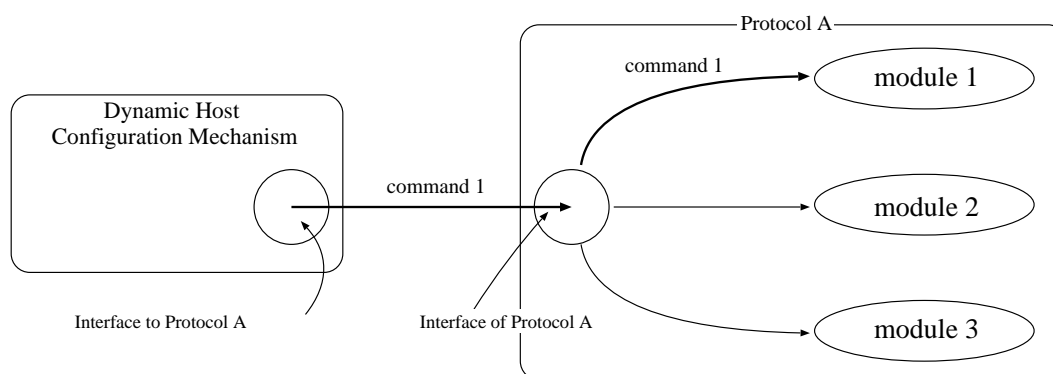 Protocol A
command 1
module 1
Dynamic Host
Configuration Mechanism
command 1
module 2
Interface to Protocol A
Interface of Protocol A
module 3